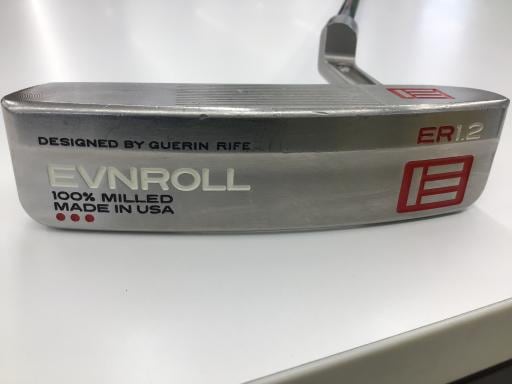 DESIGNED BY GUERIN RIFE
ER1.2
EVNROLL
100% MILLED
MADE IN USA